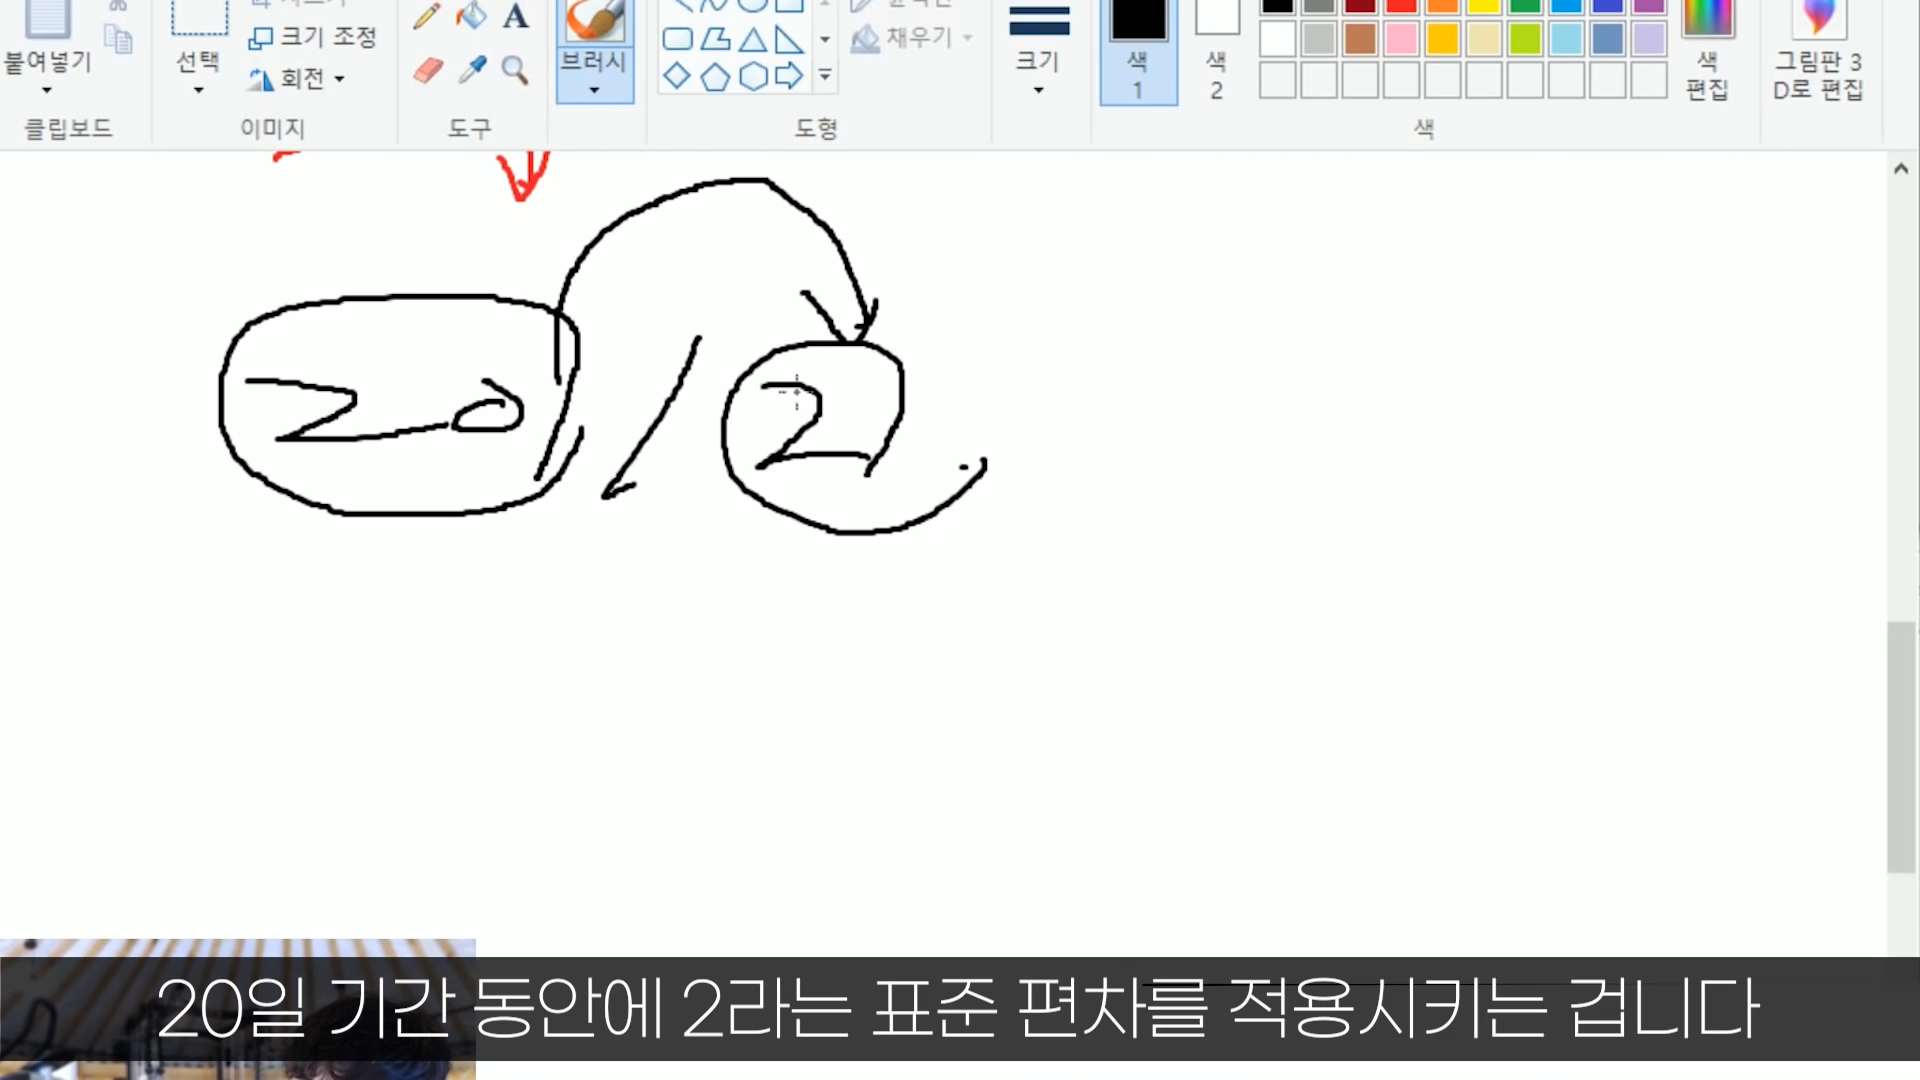 크기 조정
붙여넣기
선택
회전
A
브러시
채우기
크기
색
1
색
2
색
편집
그림판 3
D로 편집
클립보드
이미지
도구
도형
색
20 / 2
20일 기간 동안에 2라는 표준 편차를 적용시키는 겁니다